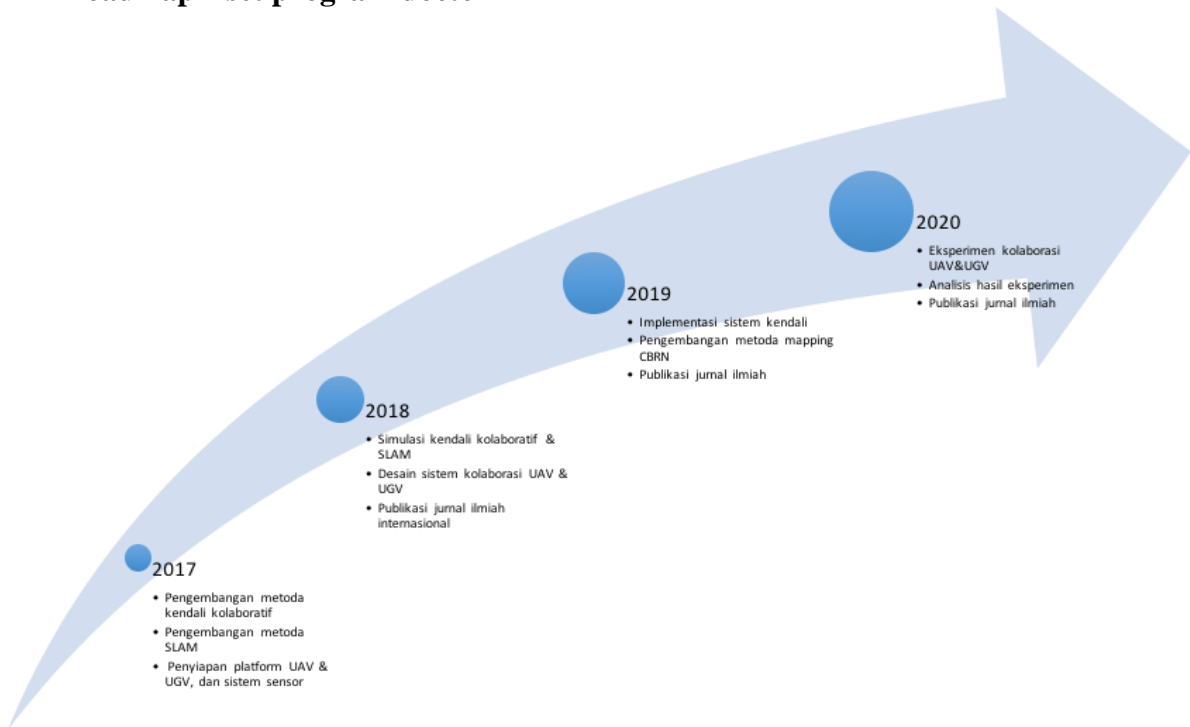 2017
• Pengembangan metoda
kendali kolaboratif
• Pengembangan metoda
SLAM
• Penyiapan platform UAV &
UGV, dan sistem sensor
2018
• Simulasi kendali kolaboratif &
SLAM
• Desain sistem kolaborasi UAV &
UGV
• Publikasi jurnal ilmiah
internasional
2019
• Implementasi sistem kendali
• Pengembangan metoda mapping
CBRN
• Publikasi jurnal ilmiah
2020
• Eksperimen kolaborasi
UAV&UGV
• Analisis hasil eksperimen
• Publikasi jurnal ilmiah